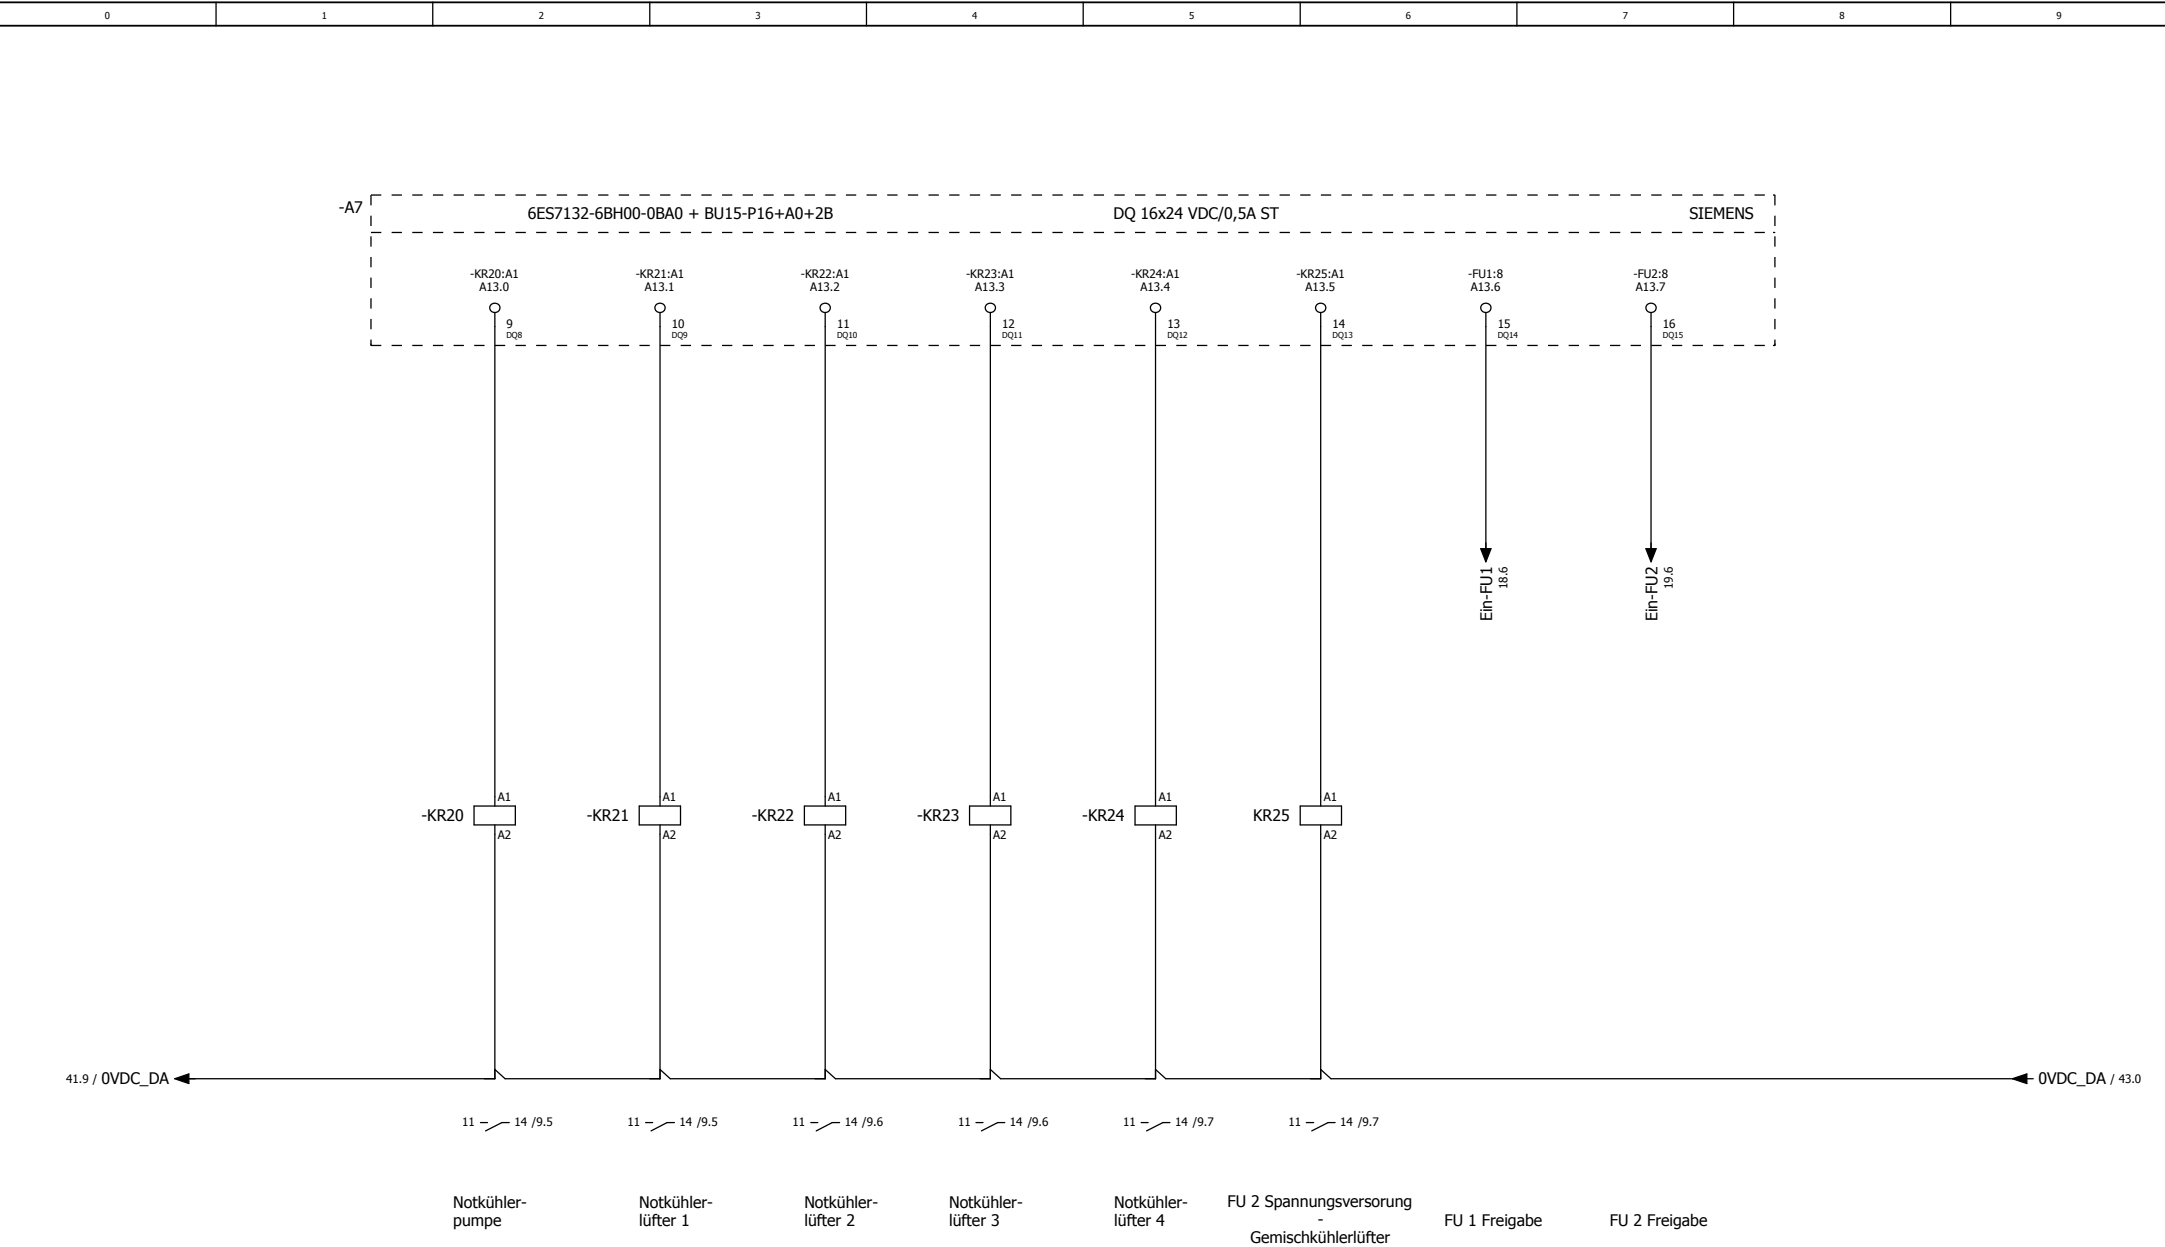 0 1 2 3 4 5 6 7 8 9
-A7 6ES7132-6BH00-0BA0 + BU15-P16+A0+2B DQ 16x24 VDC/0,5A ST SIEMENS
-KR20:A1 -KR21:A1 -KR22:A1 -KR23:A1 -KR24:A1 -KR25:A1 -FU1:8 -FU2:8
A13.0 A13.1 A13.2 A13.3 A13.4 A13.5 A13.6 A13.7
9 10 11 12 13 14 15 16
DQ8 DQ9 DQ10 DQ11 DQ12 DQ13 DQ14 DQ15
Ein-FU1 Ein-FU2
18.6 19.6
A1 A1 A1 A1 A1 A1
-KR20 -KR21 -KR22 -KR23 -KR24 KR25
A2 A2 A2 A2 A2 A2
41.9 / 0VDC_DA 0VDC_DA / 43.0
11 14 /9.5 11 14 /9.5 11 14 /9.6 11 14 /9.6 11 14 /9.7 11 14 /9.7
Notkühler-
pumpe
Notkühler-
lüfter 1
Notkühler-
lüfter 2
Notkühler-
lüfter 3
Notkühler-
lüfter 4
FU 2 Spannungsversorung
-
Gemischkühlerlüfter
FU 1 Freigabe
FU 2 Freigabe